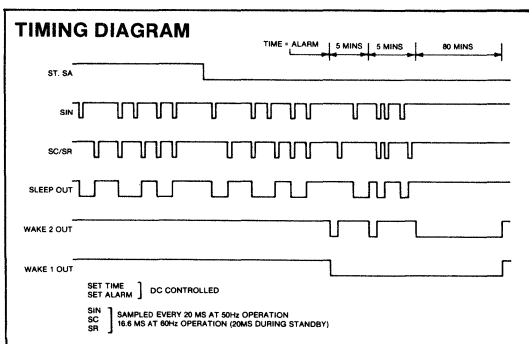 TIMING DIAGRAM
TIME = ALARM 5 MINS 5 MINS 80 MINS
ST. SA
SIN
SC/SR
SLEEP OUT
WAKE 2 OUT
WAKE 1 OUT
SET TIME
SET ALARM ] DC CONTROLLED
SIN
SC
SR ] SAMPLED EVERY 20 MS AT 50Hz OPERATION
16.6 MS AT 60Hz OPERATION (20MS DURING STANDBY)